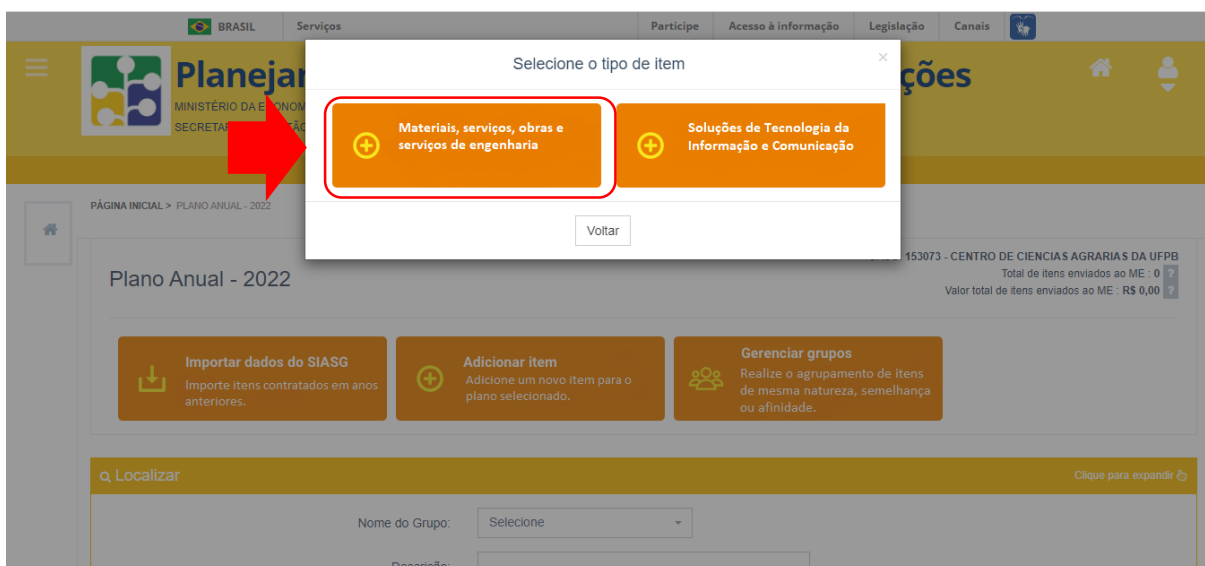 BRASIL Serviços Participe Acesso à informação Legislação Canais
Selecione o tipo de item ×
Planejar ções
MINISTÉRIO DA ECONOM
SECRETAR
Materiais, serviços, obras e
serviços de engenharia
Soluções de Tecnologia da
Informação e Comunicação
Voltar
PÁGINA INICIAL > PLANO ANUAL - 2022
153073 - CENTRO DE CIENCIAS AGRARIAS DA UFPB
Total de itens enviados ao ME : 0 ?
Valor total de itens enviados ao ME : R$ 0,00 ?
Plano Anual - 2022
Importar dados do SIASG
Importe itens contratados em anos
anteriores.
Adicionar item
Adicione um novo item para o
plano selecionado.
Gerenciar grupos
Realize o agrupamento de itens
de mesma natureza, semelhança
ou afinidade.
Localizar Clique para expandir
Nome do Grupo: Selecione
Descrição: